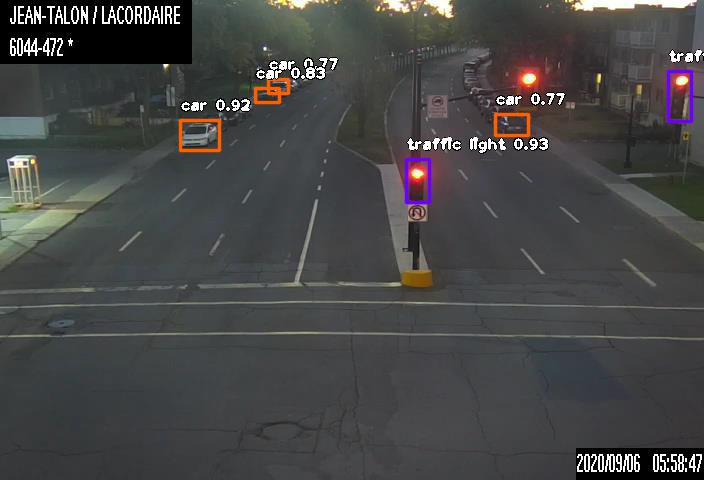 JEAN-TALON / LACORDAIRE
6044-472 *
car 0.77
car 0.83
car 0.92
car 0.77
traf
traffic light 0.93
2020/09/06 05:58:47